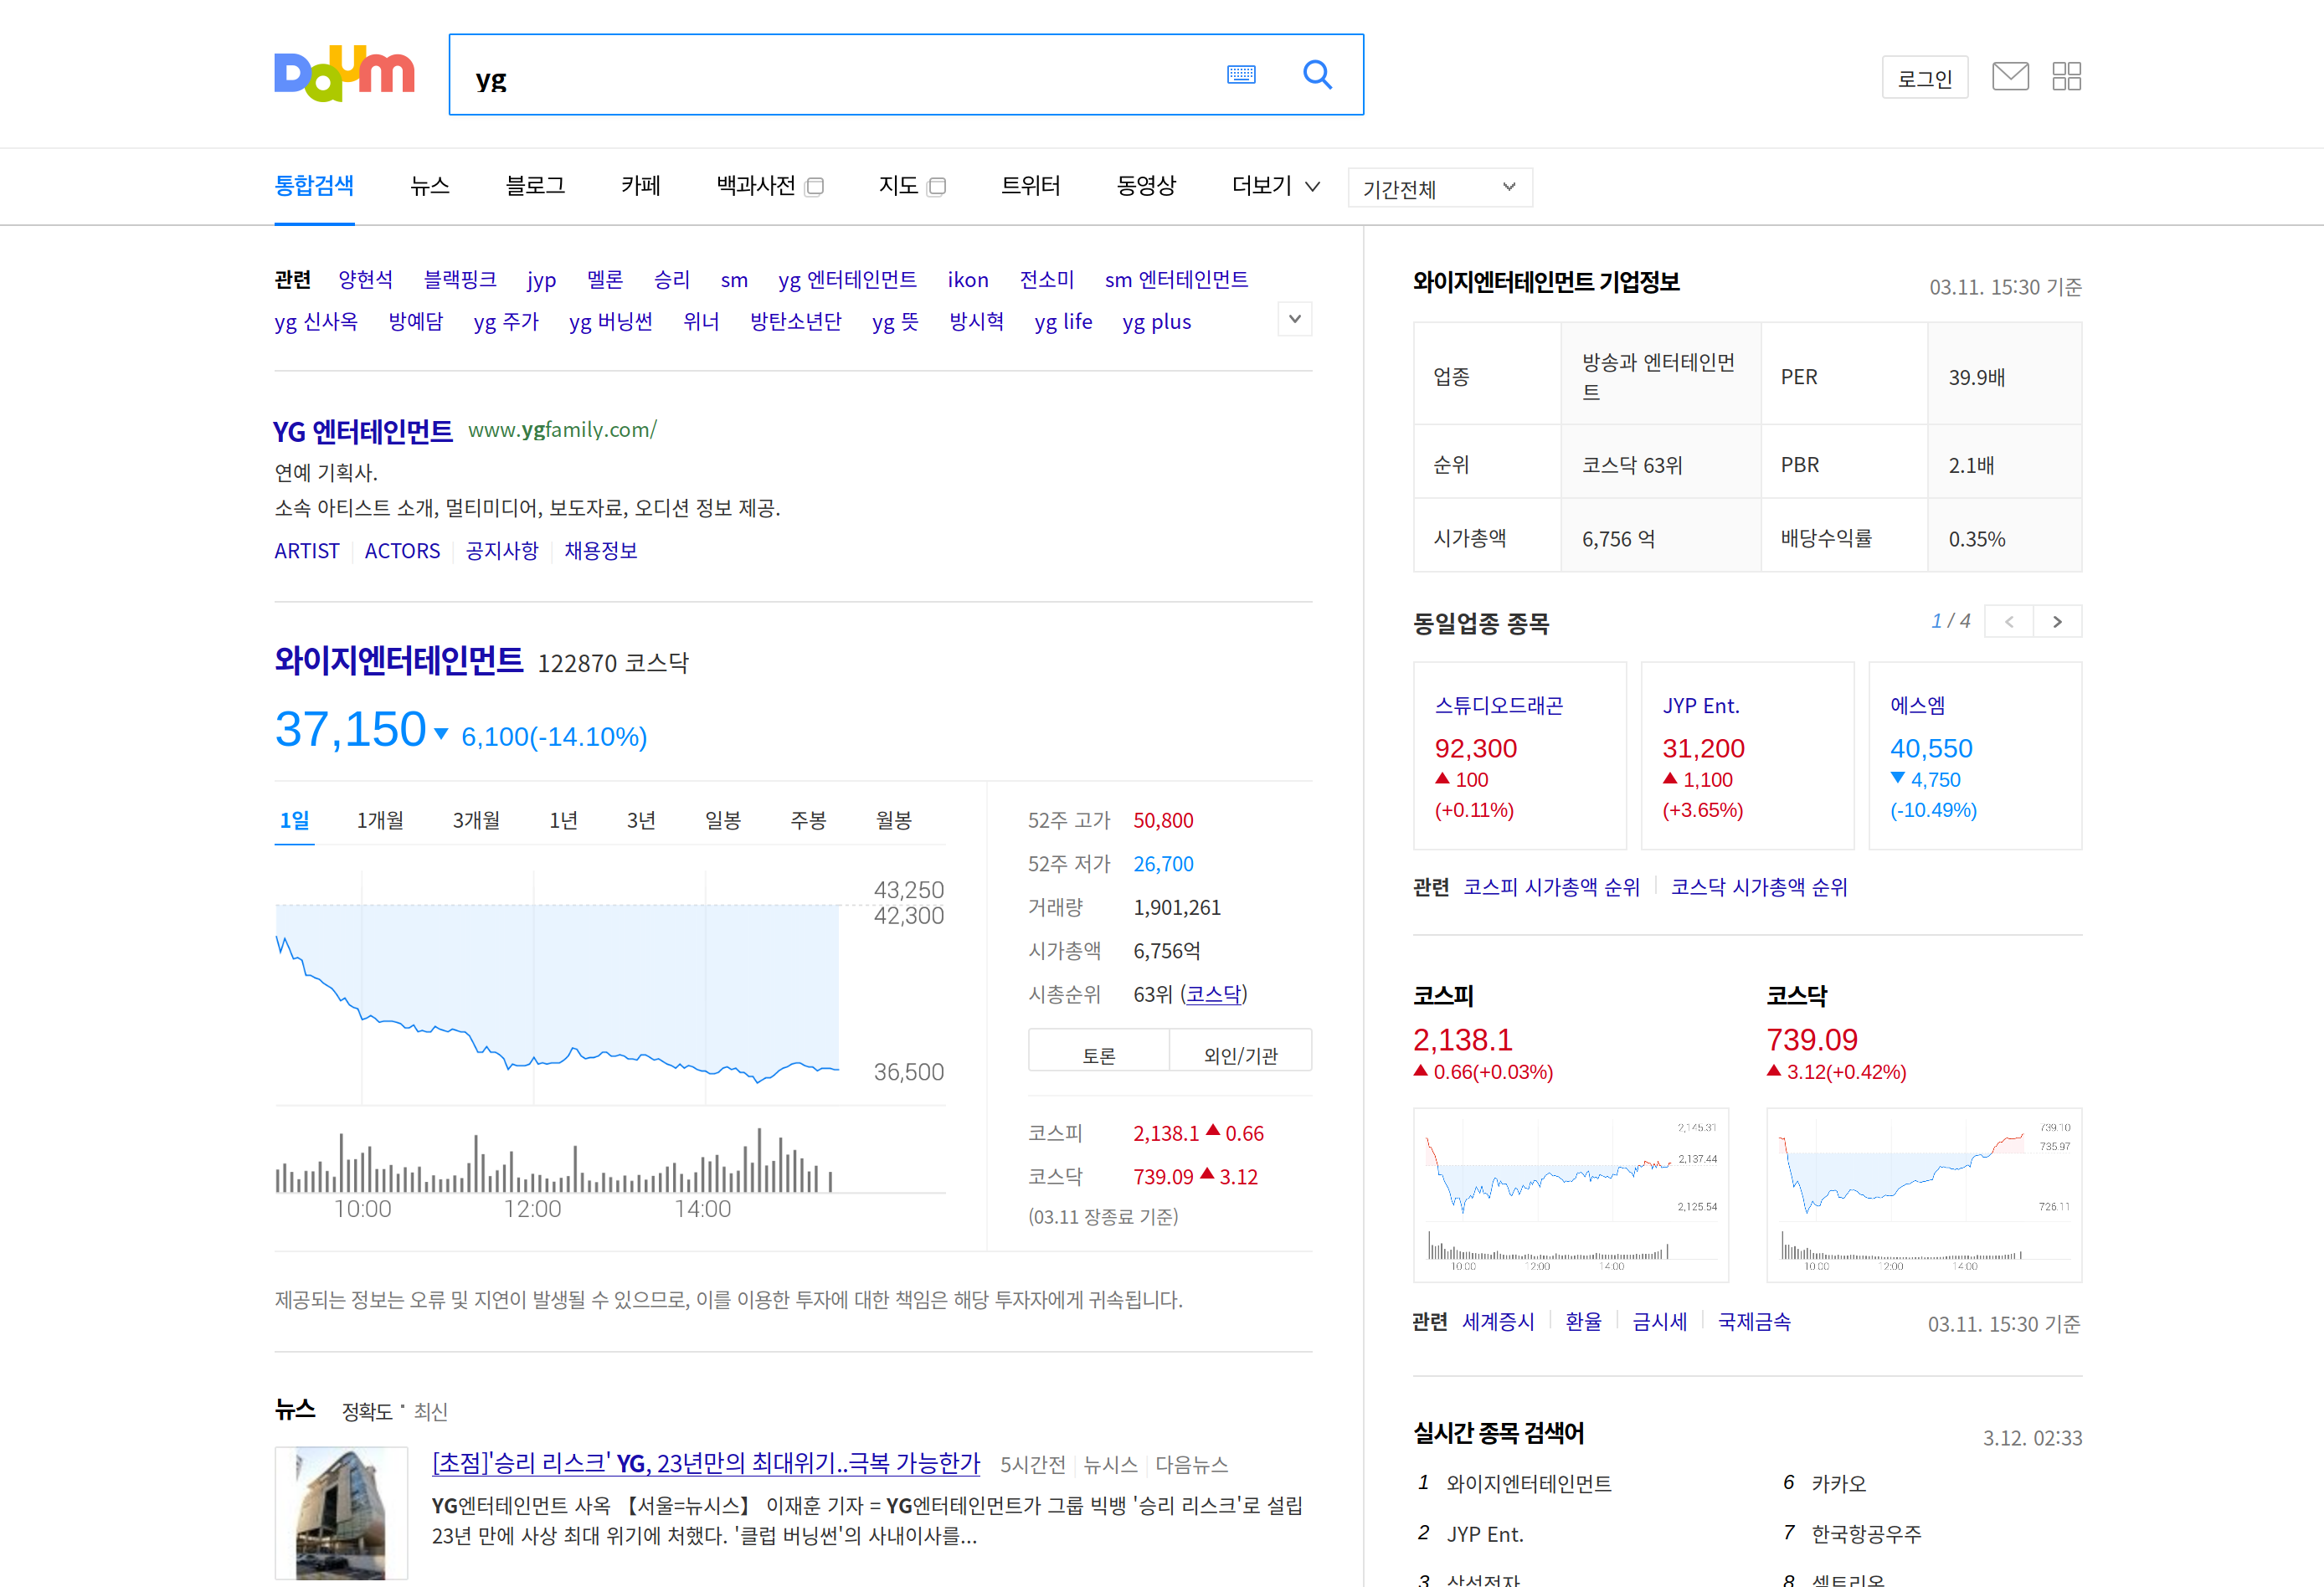 Daum
yg
로그인
통합검색 뉴스 블로그 카페 백과사전 지도 트위터 동영상 더보기 기간전체
관련 양현석 블랙핑크 jyp 멜론 승리 sm yg 엔터테인먼트 ikon 전소미 sm 엔터테인먼트
yg 신사옥 방예담 yg 주가 yg 버닝썬 위너 방탄소년단 yg 뜻 방시혁 yg life yg plus
YG 엔터테인먼트 www.ygfamily.com/
연예 기획사.
소속 아티스트 소개, 멀티미디어, 보도자료, 오디션 정보 제공.
ARTIST ACTORS 공지사항 채용정보
와이지엔터테인먼트 122870 코스닥
37,150 ▼ 6,100(-14.10%)
1일 1개월 3개월 1년 3년 일봉 주봉 월봉
43,250
42,300
36,500
10:00 12:00 14:00
52주 고가 50,800
52주 저가 26,700
거래량 1,901,261
시가총액 6,756억
시총순위 63위 (코스닥)
토론 외인/기관
코스피 2,138.1 ▲ 0.66
코스닥 739.09 ▲ 3.12
(03.11 장종료 기준)
제공되는 정보는 오류 및 지연이 발생될 수 있으므로, 이를 이용한 투자에 대한 책임은 해당 투자자에게 귀속됩니다.
뉴스 정확도 · 최신
[초점]'승리 리스크' YG, 23년만의 최대위기..극복 가능한가 5시간전 뉴시스 다음뉴스
YG엔터테인먼트 사옥 【서울=뉴시스】 이재훈 기자 = YG엔터테인먼트가 그룹 빅뱅 '승리 리스크'로 설립
23년 만에 사상 최대 위기에 처했다. '클럽 버닝썬'의 사내이사를...
와이지엔터테인먼트 기업정보 03.11. 15:30 기준
업종 방송과 엔터테인먼
트 PER 39.9배
순위 코스닥 63위 PBR 2.1배
시가총액 6,756 억 배당수익률 0.35%
동일업종 종목 1 / 4
스튜디오드래곤 JYP Ent. 에스엠
92,300 31,200 40,550
▲ 100 ▲ 1,100 ▼ 4,750
(+0.11%) (+3.65%) (-10.49%)
관련 코스피 시가총액 순위 코스닥 시가총액 순위
코스피 코스닥
2,138.1 739.09
▲ 0.66(+0.03%) ▲ 3.12(+0.42%)
2,145.31
2,137.44
2,125.54
10:00 12:00 14:00
739.10
735.97
726.11
10:00 12:00 14:00
관련 세계증시 환율 금시세 국제금속 03.11. 15:30 기준
실시간 종목 검색어 3.12. 02:33
1 와이지엔터테인먼트 6 카카오
2 JYP Ent. 7 한국항공우주
3 삼성전자 8 셀트리온